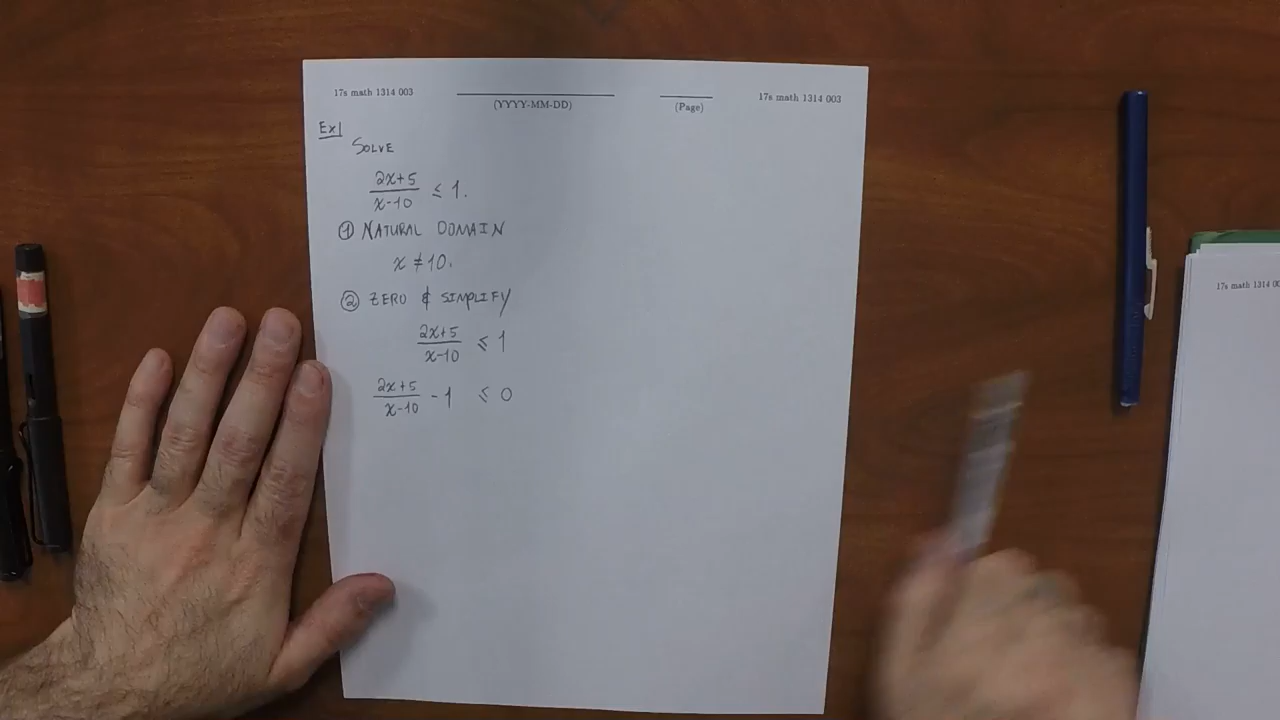 17s math 1314 003 (YYYY-MM-DD) (Page) 17s math 1314 003
Ex1
SOLVE
2x+5
x-10 ≤ 1.
① NATURAL DOMAIN
x ≠ 10.
② ZERO & SIMPLIFY
2x+5
x-10 ≤ 1
2x+5
x-10 - 1 ≤ 0
17s math 1314 00